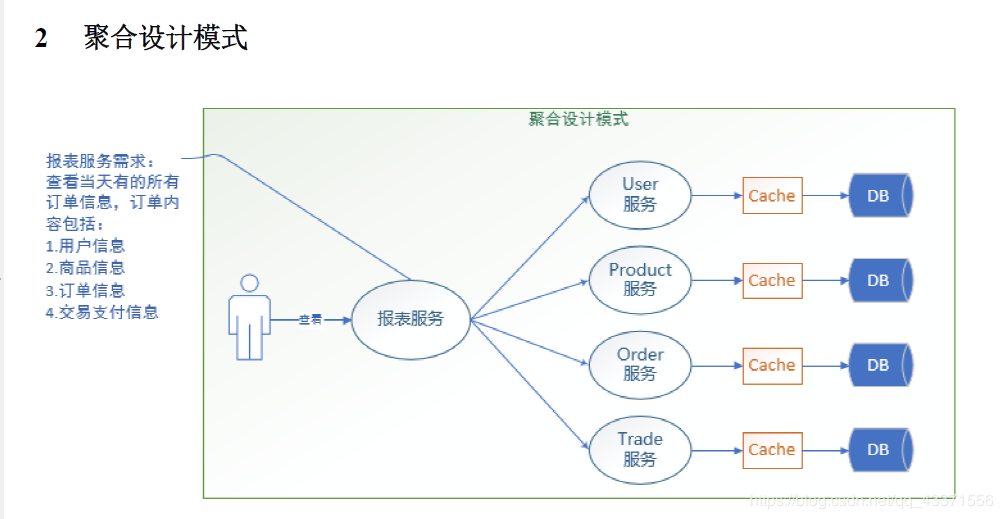 2 聚合设计模式
聚合设计模式
报表服务需求：
查看当天有的所有
订单信息，订单内
容包括：
1.用户信息
2.商品信息
3.订单信息
4.交易支付信息
查看
报表服务
User
服务
Cache
DB
Product
服务
Cache
DB
Order
服务
Cache
DB
Trade
服务
Cache
DB
https://blog.csdn.net/qq_43371556